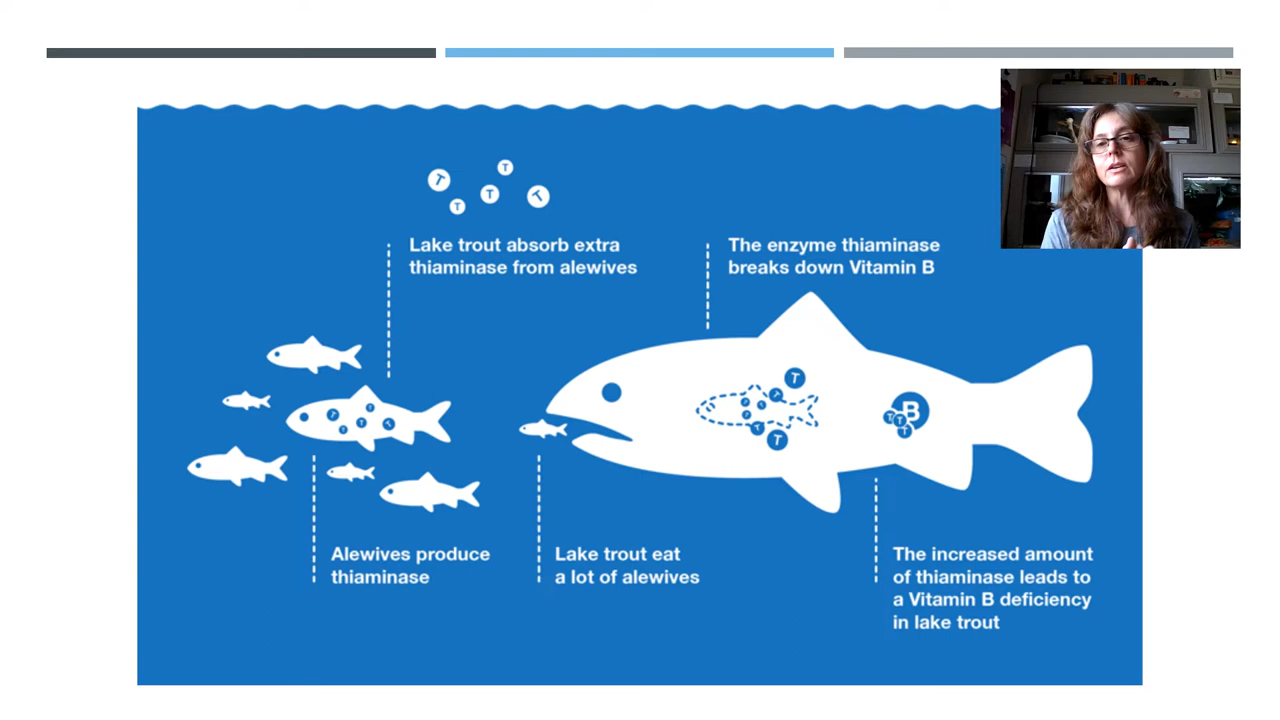 T T T T T
Lake trout absorb extra
thiaminase from alewives
The enzyme thiaminase
breaks down Vitamin B
T T T T T
T T T
B
T T T
Alewives produce
thiaminase
Lake trout eat
a lot of alewives
The increased amount
of thiaminase leads to
a Vitamin B deficiency
in lake trout